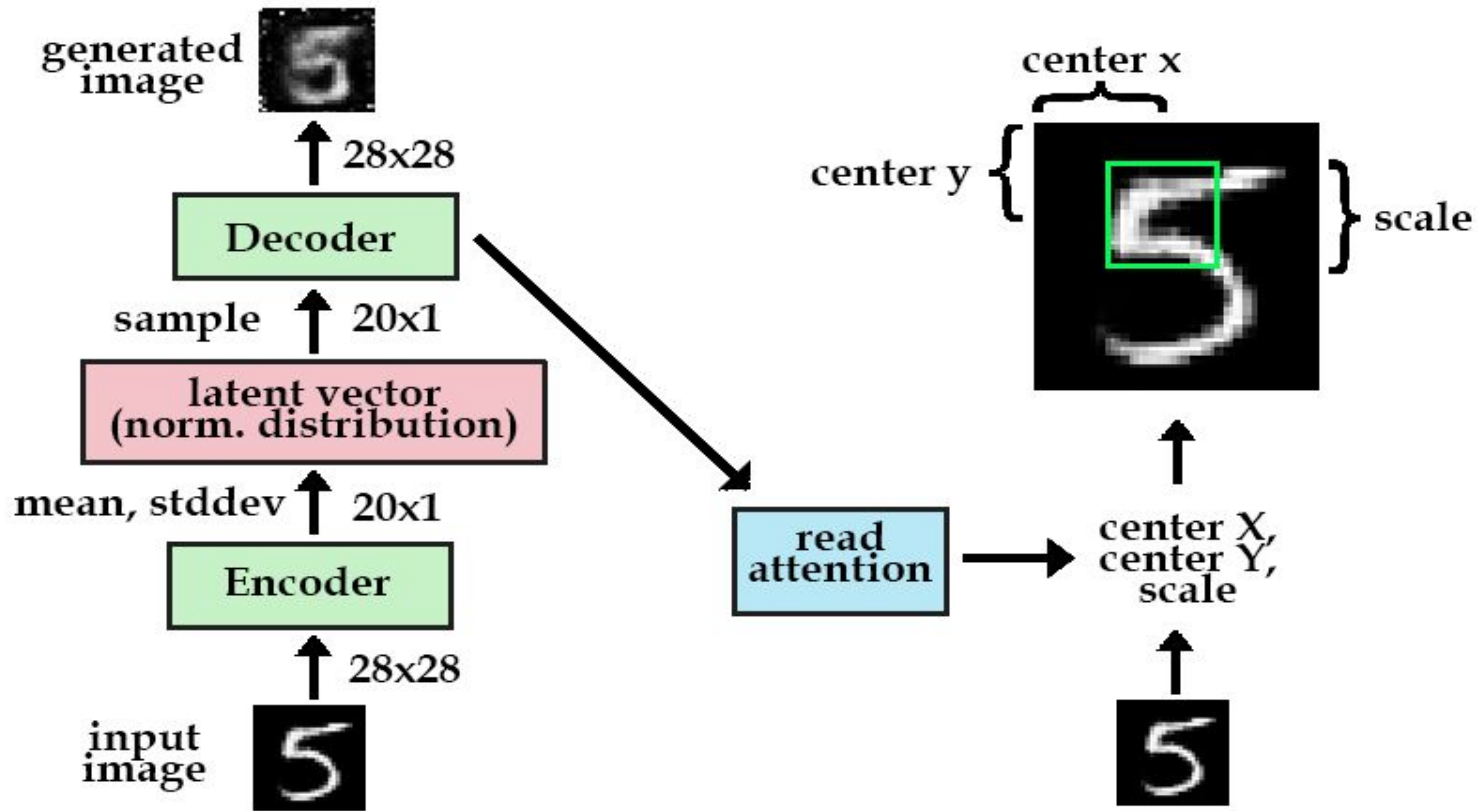 generated
image
28x28
Decoder
sample
20x1
latent vector
(norm. distribution)
mean, stddev
20x1
Encoder
28x28
input
image
center x
center y
scale
read
attention
center X,
center Y,
scale